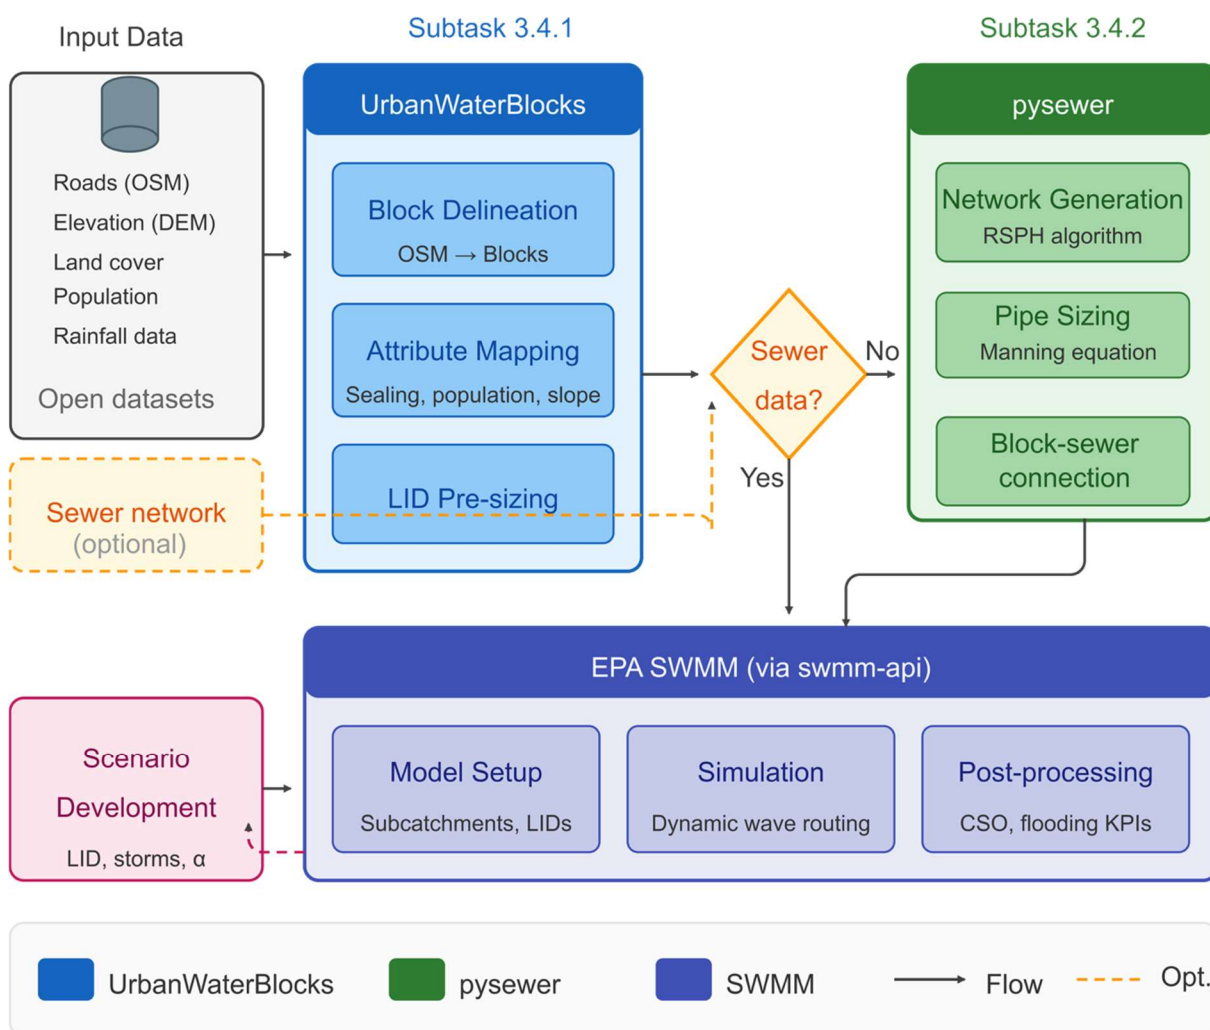 Input Data
Subtask 3.4.1
Subtask 3.4.2
Roads (OSM)
Elevation (DEM)
Land cover
Population
Rainfall data
Open datasets
Sewer network
(optional)
UrbanWaterBlocks
Block Delineation
OSM → Blocks
Attribute Mapping
Sealing, population, slope
LID Pre-sizing
Sewer
data?
No
Yes
pysewer
Network Generation
RSPH algorithm
Pipe Sizing
Manning equation
Block-sewer
connection
Scenario
Development
LID, storms, α
EPA SWMM (via swmm-api)
Model Setup
Subcatchments, LIDs
Simulation
Dynamic wave routing
Post-processing
CSO, flooding KPIs
UrbanWaterBlocks
pysewer
SWMM
Flow
Opt.